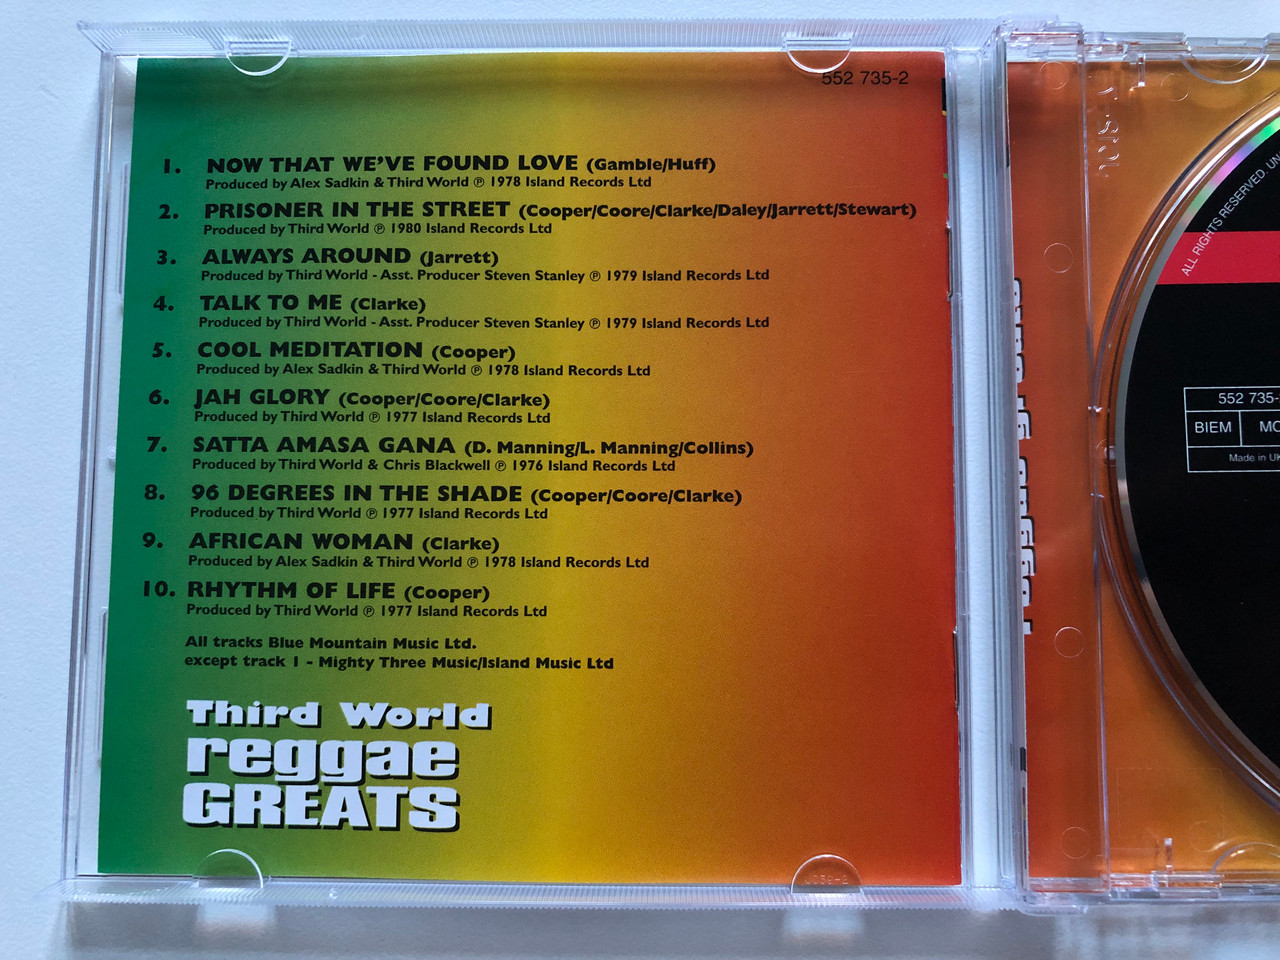 552 735-2
1. NOW THAT WE'VE FOUND LOVE (Gamble/Huff)
Produced by Alex Sadkin & Third World ℗ 1978 Island Records Ltd
2. PRISONER IN THE STREET (Cooper/Coore/Clarke/Daley/Jarrett/Stewart)
Produced by Third World ℗ 1980 Island Records Ltd
3. ALWAYS AROUND (Jarrett)
Produced by Third World - Asst. Producer Steven Stanley ℗ 1979 Island Records Ltd
4. TALK TO ME (Clarke)
Produced by Third World - Asst. Producer Steven Stanley ℗ 1979 Island Records Ltd
5. COOL MEDITATION (Cooper)
Produced by Alex Sadkin & Third World ℗ 1978 Island Records Ltd
6. JAH GLORY (Cooper/Coore/Clarke)
Produced by Third World ℗ 1977 Island Records Ltd
7. SATTA AMASA GANA (D. Manning/L. Manning/Collins)
Produced by Third World & Chris Blackwell ℗ 1976 Island Records Ltd
8. 96 DEGREES IN THE SHADE (Cooper/Coore/Clarke)
Produced by Third World ℗ 1977 Island Records Ltd
9. AFRICAN WOMAN (Clarke)
Produced by Alex Sadkin & Third World ℗ 1978 Island Records Ltd
10. RHYTHM OF LIFE (Cooper)
Produced by Third World ℗ 1977 Island Records Ltd
All tracks Blue Mountain Music Ltd.
except track 1 - Mighty Three Music/Island Music Ltd
Third World
reggae
GREATS
ALL RIGHTS RESERVED. UN
552 735-
BIEM
Made in UK